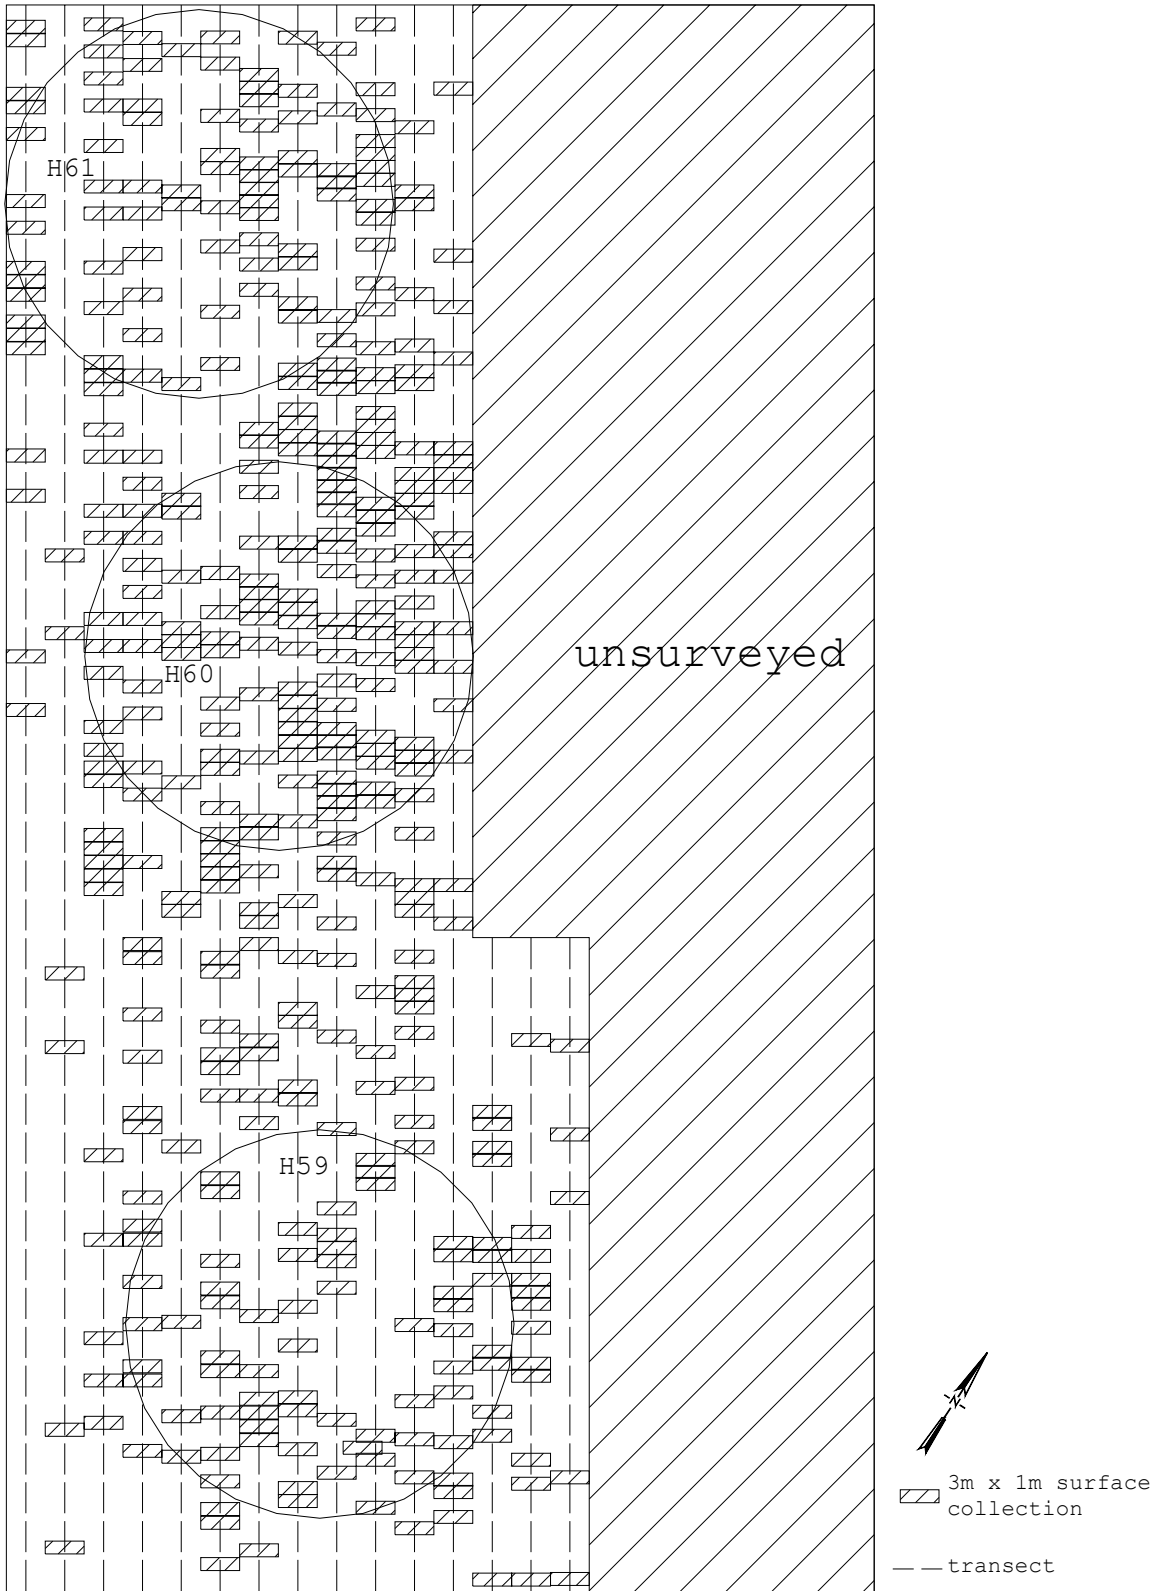 H61
unsurveyed
H60
H59
N
3m x 1m surface
collection
transect